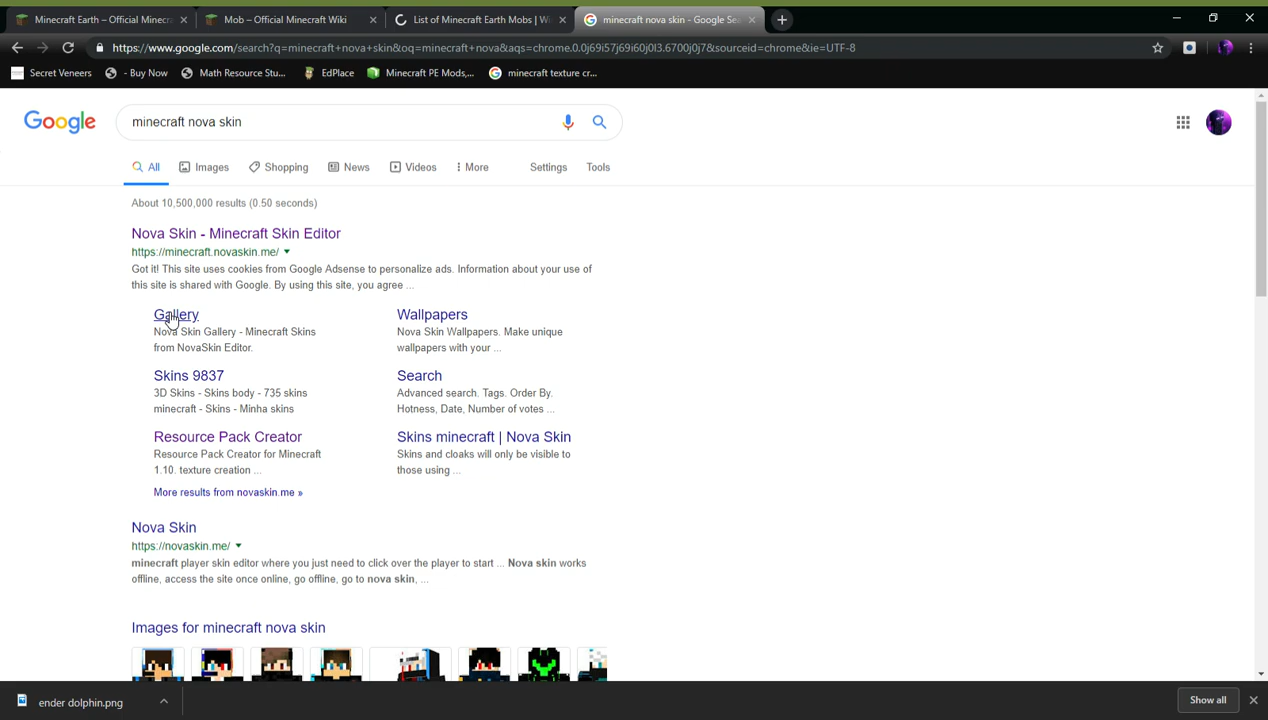 Minecraft Earth – Official Minecr
Mob – Official Minecraft Wiki
List of Minecraft Earth Mobs | Wi
minecraft nova skin - Google Se
https://www.google.com/search?q=minecraft+nova+skin&oq=minecraft+nova&aqs=chrome.0.0j69i57j69i60j0l3.6700j0j7&sourceid=chrome&ie=UTF-8
Secret Veneers
- Buy Now
Math Resource Stu...
EdPlace
Minecraft PE Mods,...
minecraft texture cr...
Google
minecraft nova skin
All
Images
Shopping
News
Videos
More
Settings
Tools
About 10,500,000 results (0.50 seconds)
Nova Skin - Minecraft Skin Editor
https://minecraft.novaskin.me/
Got it! This site uses cookies from Google Adsense to personalize ads. Information about your use of
this site is shared with Google. By using this site, you agree ...
Gallery
Nova Skin Gallery - Minecraft Skins
from NovaSkin Editor.
Wallpapers
Nova Skin Wallpapers. Make unique
wallpapers with your ...
Skins 9837
3D Skins - Skins body - 735 skins
minecraft - Skins - Minha skins
Search
Advanced search. Tags. Order By.
Hotness, Date, Number of votes ...
Resource Pack Creator
Resource Pack Creator for Minecraft
1.10. texture creation ...
Skins minecraft | Nova Skin
Skins and cloaks will only be visible to
those using ...
More results from novaskin.me »
Nova Skin
https://novaskin.me/
minecraft player skin editor where you just need to click over the player to start ... Nova skin works
offline, access the site once online, go offline, go to nova skin, ...
Images for minecraft nova skin
ender dolphin.png
Show all